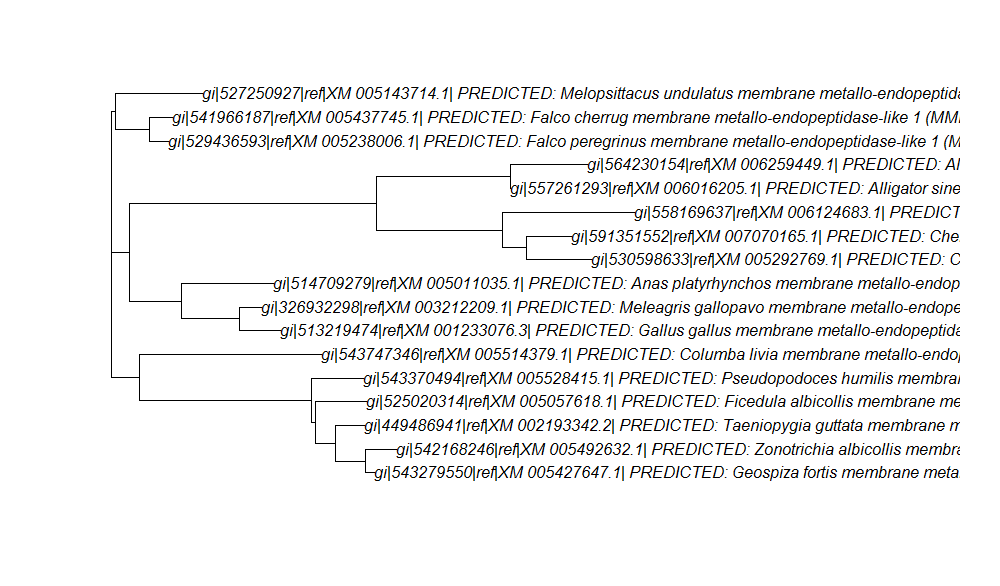 gi|527250927|ref|XM 005143714.1| PREDICTED: Melopsittacus undulatus membrane metallo-endopeptida
gi|541966187|ref|XM 005437745.1| PREDICTED: Falco cherrug membrane metallo-endopeptidase-like 1 (MM
gi|529436593|ref|XM 005238006.1| PREDICTED: Falco peregrinus membrane metallo-endopeptidase-like 1 (M
gi|564230154|ref|XM 006259449.1| PREDICTED: Al
gi|557261293|ref|XM 006016205.1| PREDICTED: Alligator sine
gi|558169637|ref|XM 006124683.1| PREDICT
gi|591351552|ref|XM 007070165.1| PREDICTED: Che
gi|530598633|ref|XM 005292769.1| PREDICTED: C
gi|514709279|ref|XM 005011035.1| PREDICTED: Anas platyrhynchos membrane metallo-endop
gi|326932298|ref|XM 003212209.1| PREDICTED: Meleagris gallopavo membrane metallo-endope
gi|513219474|ref|XM 001233076.3| PREDICTED: Gallus gallus membrane metallo-endopeptida
gi|543747346|ref|XM 005514379.1| PREDICTED: Columba livia membrane metallo-endop
gi|543370494|ref|XM 005528415.1| PREDICTED: Pseudopodoces humilis membran
gi|525020314|ref|XM 005057618.1| PREDICTED: Ficedula albicollis membrane me
gi|449486941|ref|XM 002193342.2| PREDICTED: Taeniopygia guttata membrane m
gi|542168246|ref|XM 005492632.1| PREDICTED: Zonotrichia albicollis membra
gi|543279550|ref|XM 005427647.1| PREDICTED: Geospiza fortis membrane meta